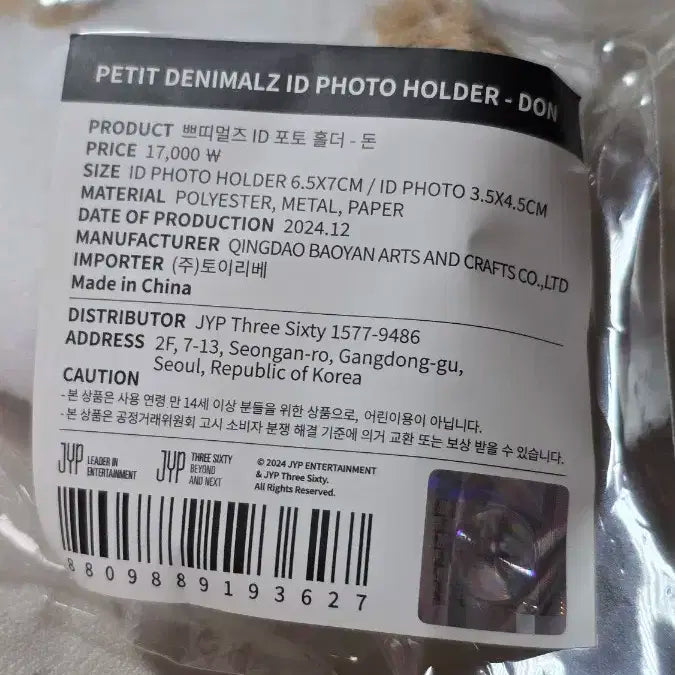 PETIT DENIMALZ ID PHOTO HOLDER - DON
PRODUCT 쁘띠멀즈 ID 포토 홀더 - 돈
PRICE 17,000 ₩
SIZE ID PHOTO HOLDER 6.5X7CM / ID PHOTO 3.5X4.5CM
MATERIAL POLYESTER, METAL, PAPER
DATE OF PRODUCTION 2024.12
MANUFACTURER QINGDAO BAOYAN ARTS AND CRAFTS CO.,LTD
IMPORTER (주)토이리베
Made in China
DISTRIBUTOR JYP Three Sixty 1577-9486
ADDRESS 2F, 7-13, Seongan-ro, Gangdong-gu,
Seoul, Republic of Korea
CAUTION
- 본 상품은 사용 연령 만 14세 이상 분들을 위한 상품으로, 어린이용이 아닙니다.
- 본 상품은 공정거래위원회 고시 소비자 분쟁 해결 기준에 의거 교환 또는 보상 받을 수 있습니다.
JYP LEADER IN
ENTERTAINMENT
JYP THREE SIXTY
BEYOND
AND NEXT
© 2024 JYP ENTERTAINMENT
& JYP Three Sixty.
All Rights Reserved.
8809889193627